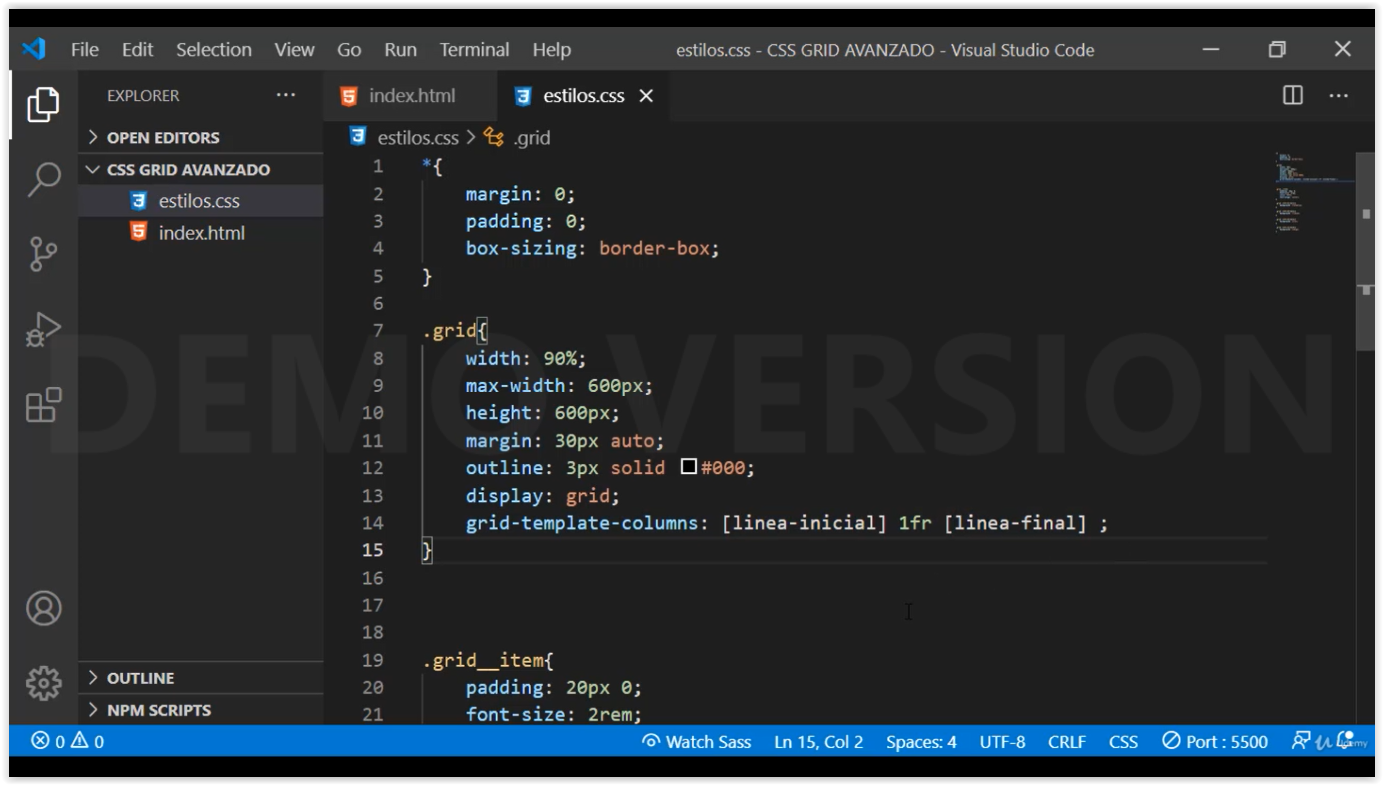 File Edit Selection View Go Run Terminal Help estilos.css - CSS GRID AVANZADO - Visual Studio Code
EXPLORER
OPEN EDITORS
CSS GRID AVANZADO
estilos.css
index.html
OUTLINE
NPM SCRIPTS
index.html estilos.css
estilos.css > .grid
1 *{
2 margin: 0;
3 padding: 0;
4 box-sizing: border-box;
5 }
6
7 .grid{
8 width: 90%;
9 max-width: 600px;
10 height: 600px;
11 margin: 30px auto;
12 outline: 3px solid #000;
13 display: grid;
14 grid-template-columns: [linea-inicial] 1fr [linea-final] ;
15 }
16
17
18
19 .grid__item{
20 padding: 20px 0;
21 font-size: 2rem;
DEMO VERSION
0 0 Watch Sass Ln 15, Col 2 Spaces: 4 UTF-8 CRLF CSS Port : 5500